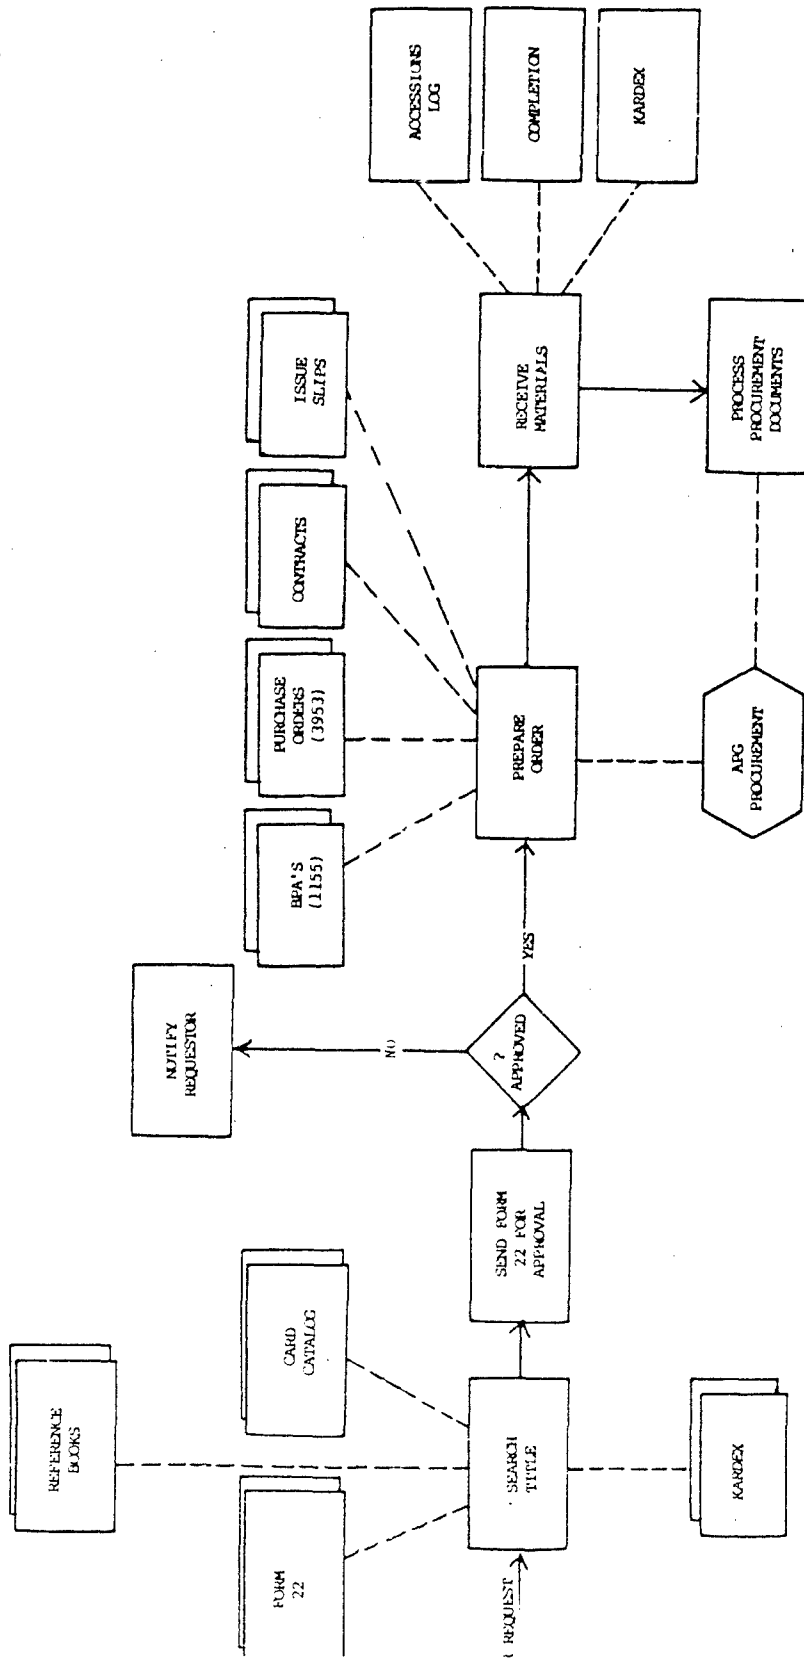 REFERENCE
BOOKS
FORM
22
CARD
CATALOG
REQUEST
SEARCH
TITLE
KARDEX
SEND FORM
22 FOR
APPROVAL
?
APPROVED
NO
NOTIFY
REQUESTOR
YES
BPA'S
(1155)
PURCHASE
ORDERS
(3953)
CONTRACTS
ISSUE
SLIPS
PREPARE
ORDER
APG
PROCUREMENT
RECEIVE
MATERIALS
ACCESSIONS
LOG
COMPLETION
KARDEX
PROCESS
PROCUREMENT
DOCUMENTS